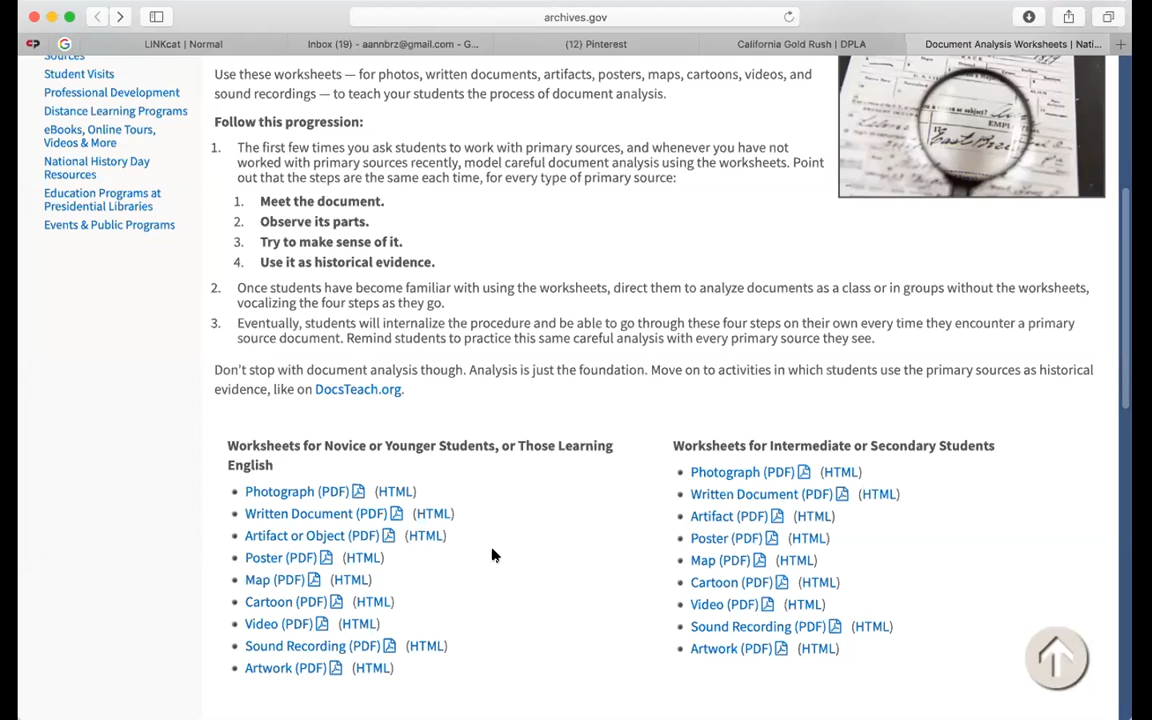 archives.gov
LINKcat | Normal
Inbox (19) - aannbrz@gmail.com - G...
(12) Pinterest
California Gold Rush | DPLA
Document Analysis Worksheets | Nati...
Sources
Student Visits
Professional Development
Distance Learning Programs
eBooks, Online Tours,
Videos & More
National History Day
Resources
Education Programs at
Presidential Libraries
Events & Public Programs
Use these worksheets — for photos, written documents, artifacts, posters, maps, cartoons, videos, and
sound recordings — to teach your students the process of document analysis.
Follow this progression:
1. The first few times you ask students to work with primary sources, and whenever you have not
worked with primary sources recently, model careful document analysis using the worksheets. Point
out that the steps are the same each time, for every type of primary source:
1. Meet the document.
2. Observe its parts.
3. Try to make sense of it.
4. Use it as historical evidence.
2. Once students have become familiar with using the worksheets, direct them to analyze documents as a class or in groups without the worksheets,
vocalizing the four steps as they go.
3. Eventually, students will internalize the procedure and be able to go through these four steps on their own every time they encounter a primary
source document. Remind students to practice this same careful analysis with every primary source they see.
Don't stop with document analysis though. Analysis is just the foundation. Move on to activities in which students use the primary sources as historical
evidence, like on DocsTeach.org.
Worksheets for Novice or Younger Students, or Those Learning
English
Photograph (PDF) (HTML)
Written Document (PDF) (HTML)
Artifact or Object (PDF) (HTML)
Poster (PDF) (HTML)
Map (PDF) (HTML)
Cartoon (PDF) (HTML)
Video (PDF) (HTML)
Sound Recording (PDF) (HTML)
Artwork (PDF) (HTML)
Worksheets for Intermediate or Secondary Students
Photograph (PDF) (HTML)
Written Document (PDF) (HTML)
Artifact (PDF) (HTML)
Poster (PDF) (HTML)
Map (PDF) (HTML)
Cartoon (PDF) (HTML)
Video (PDF) (HTML)
Sound Recording (PDF) (HTML)
Artwork (PDF) (HTML)